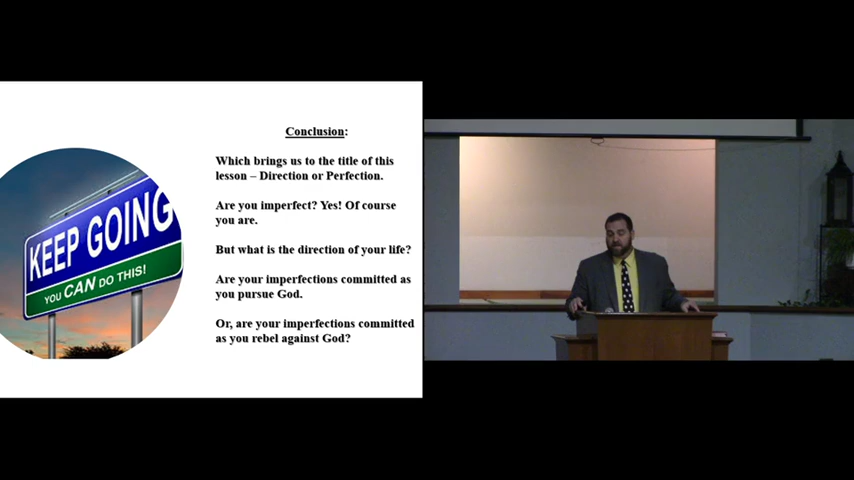 KEEP GOING
YOU CAN DO THIS!
Conclusion:
Which brings us to the title of this
lesson – Direction or Perfection.
Are you imperfect? Yes! Of course
you are.
But what is the direction of your life?
Are your imperfections committed as
you pursue God.
Or, are your imperfections committed
as you rebel against God?